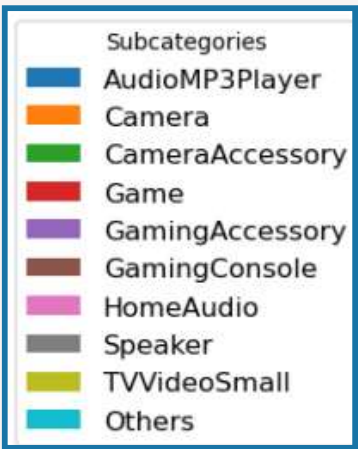 Subcategories
AudioMP3Player
Camera
CameraAccessory
Game
GamingAccessory
GamingConsole
HomeAudio
Speaker
TVVideoSmall
Others